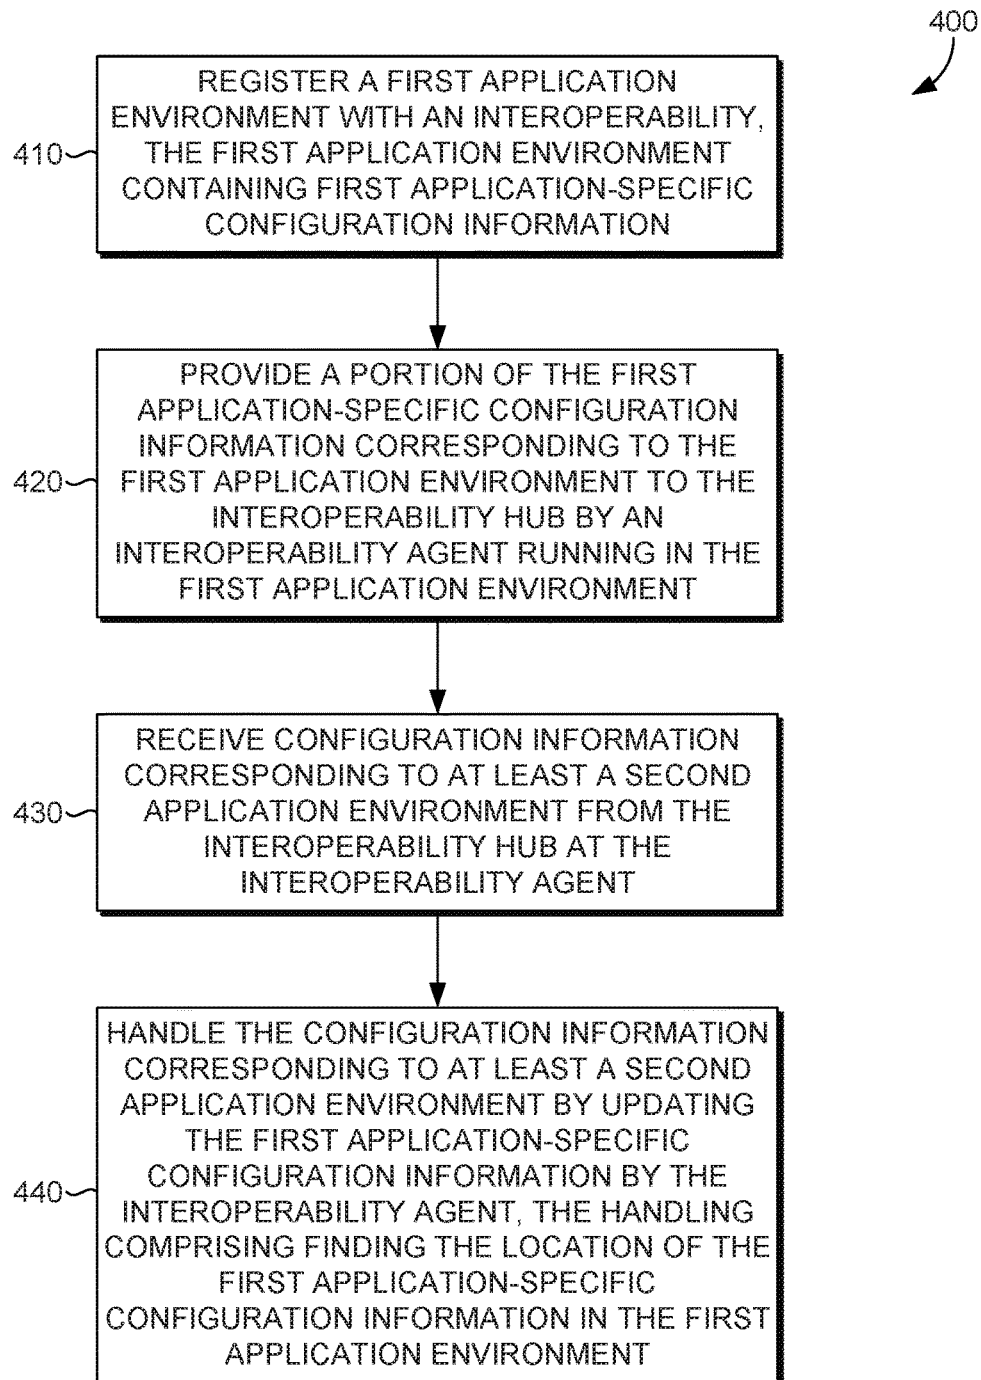 400
REGISTER A FIRST APPLICATION
ENVIRONMENT WITH AN INTEROPERABILITY,
THE FIRST APPLICATION ENVIRONMENT
CONTAINING FIRST APPLICATION-SPECIFIC
CONFIGURATION INFORMATION
410
PROVIDE A PORTION OF THE FIRST
APPLICATION-SPECIFIC CONFIGURATION
INFORMATION CORRESPONDING TO THE
FIRST APPLICATION ENVIRONMENT TO THE
INTEROPERABILITY HUB BY AN
INTEROPERABILITY AGENT RUNNING IN THE
FIRST APPLICATION ENVIRONMENT
420
RECEIVE CONFIGURATION INFORMATION
CORRESPONDING TO AT LEAST A SECOND
APPLICATION ENVIRONMENT FROM THE
INTEROPERABILITY HUB AT THE
INTEROPERABILITY AGENT
430
HANDLE THE CONFIGURATION INFORMATION
CORRESPONDING TO AT LEAST A SECOND
APPLICATION ENVIRONMENT BY UPDATING
THE FIRST APPLICATION-SPECIFIC
CONFIGURATION INFORMATION BY THE
INTEROPERABILITY AGENT, THE HANDLING
COMPRISING FINDING THE LOCATION OF THE
FIRST APPLICATION-SPECIFIC
CONFIGURATION INFORMATION IN THE FIRST
APPLICATION ENVIRONMENT
440